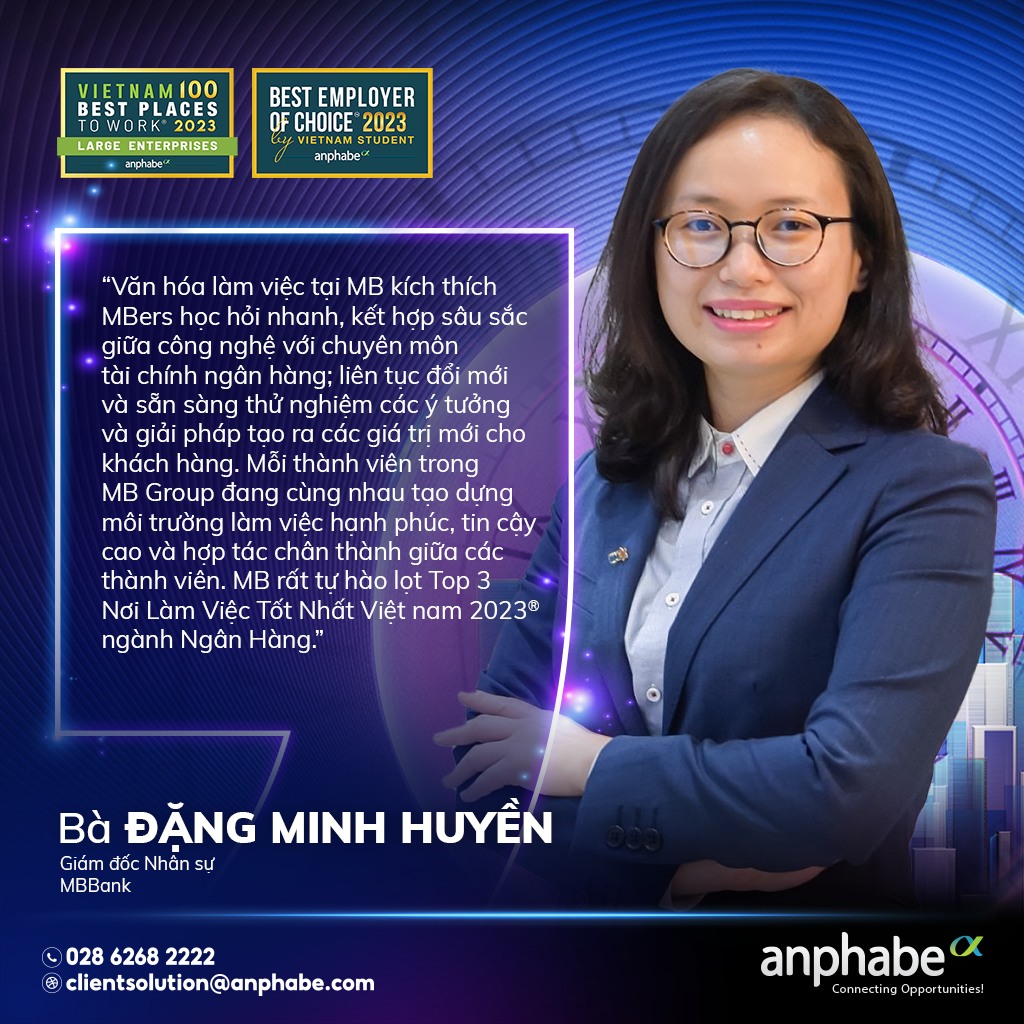 VIETNAM 100
BEST PLACES
TO WORK® 2023
LARGE ENTERPRISES
anphabe
BEST EMPLOYER
OF CHOICE® 2023
by VIETNAM STUDENT
anphabe
“Văn hóa làm việc tại MB kích thích
MBers học hỏi nhanh, kết hợp sâu sắc
giữa công nghệ với chuyên môn
tài chính ngân hàng; liên tục đổi mới
và sẵn sàng thử nghiệm các ý tưởng
và giải pháp tạo ra các giá trị mới cho
khách hàng. Mỗi thành viên trong
MB Group đang cùng nhau tạo dựng
môi trường làm việc hạnh phúc, tin cậy
cao và hợp tác chân thành giữa các
thành viên. MB rất tự hào lọt Top 3
Nơi Làm Việc Tốt Nhất Việt nam 2023®
ngành Ngân Hàng.”
Bà ĐẶNG MINH HUYỀN
Giám đốc Nhân sự
MBBank
028 6268 2222
clientsolution@anphabe.com
anphabe
Connecting Opportunities!